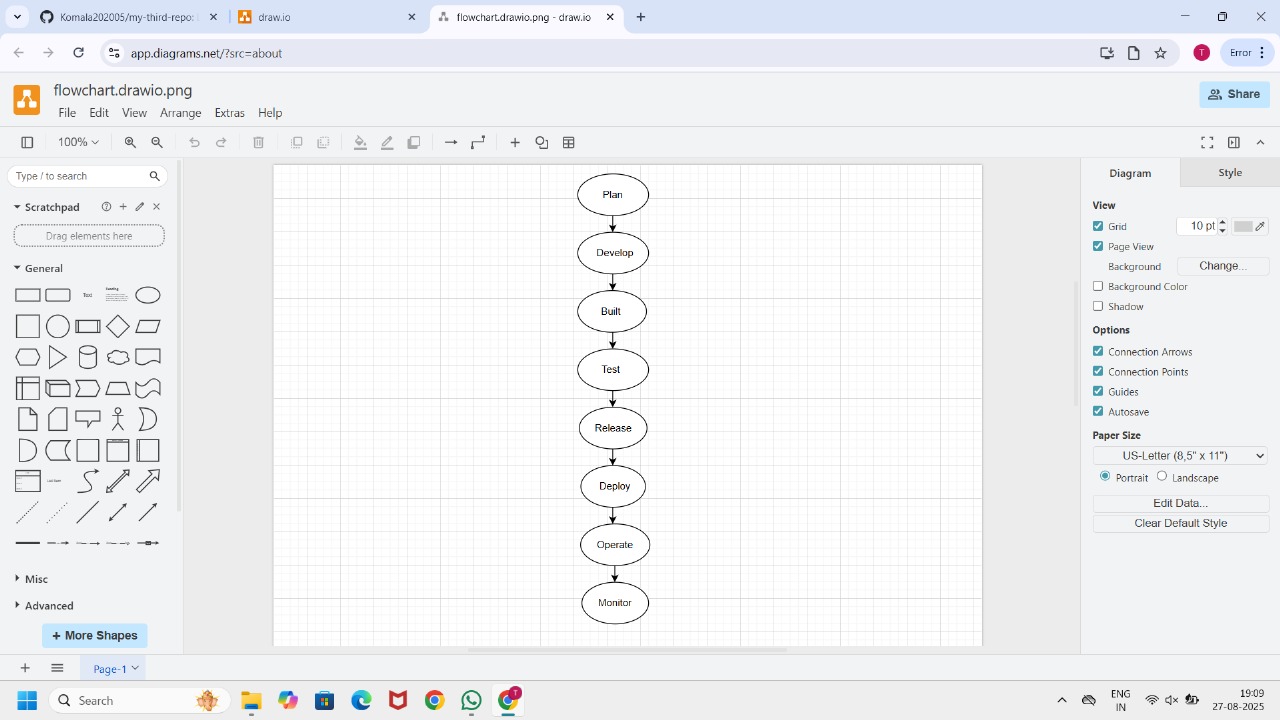 Komala202005/my-third-repo:
draw.io
flowchart.drawio.png - draw.io
app.diagrams.net/?src=about
T
Error
flowchart.drawio.png
File Edit View Arrange Extras Help
Share
100%
Type / to search
Scratchpad
Drag elements here
General
Text
Heading
Misc
Advanced
+ More Shapes
Plan
Develop
Built
Test
Release
Deploy
Operate
Monitor
Diagram Style
View
Grid 10 pt
Page View
Background Change...
Background Color
Shadow
Options
Connection Arrows
Connection Points
Guides
Autosave
Paper Size
US-Letter (8,5" x 11")
Portrait Landscape
Edit Data...
Clear Default Style
Page-1
Search
T
ENG
IN
19:09
27-08-2025